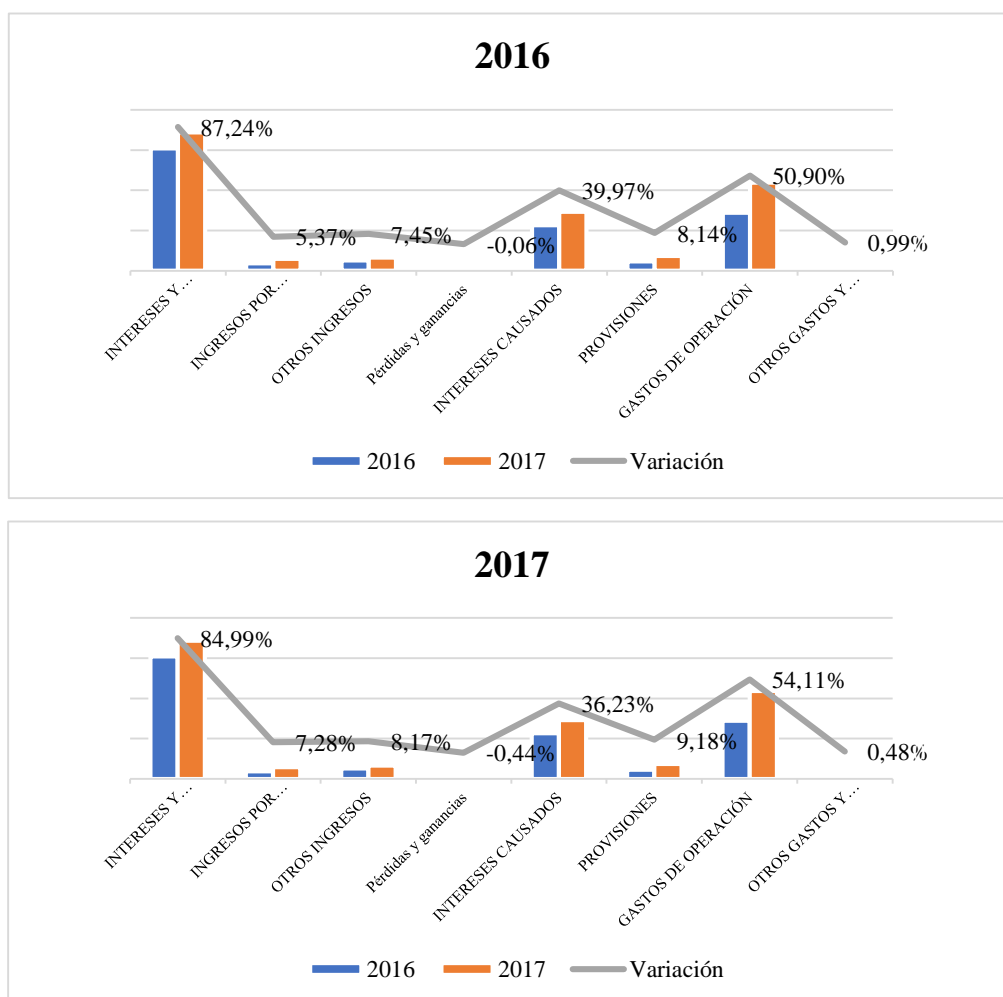 2016
87,24%
5,37%
7,45%
-0,06%
39,97%
8,14%
50,90%
0,99%
INTERESES Y…
INGRESOS POR…
OTROS INGRESOS
Pérdidas y ganancias
INTERESES CAUSADOS
PROVISIONES
GASTOS DE OPERACIÓN
OTROS GASTOS Y…
2016 2017 Variación
2017
84,99%
7,28%
8,17%
-0,44%
36,23%
9,18%
54,11%
0,48%
INTERESES Y…
INGRESOS POR…
OTROS INGRESOS
Pérdidas y ganancias
INTERESES CAUSADOS
PROVISIONES
GASTOS DE OPERACIÓN
OTROS GASTOS Y…
2016 2017 Variación